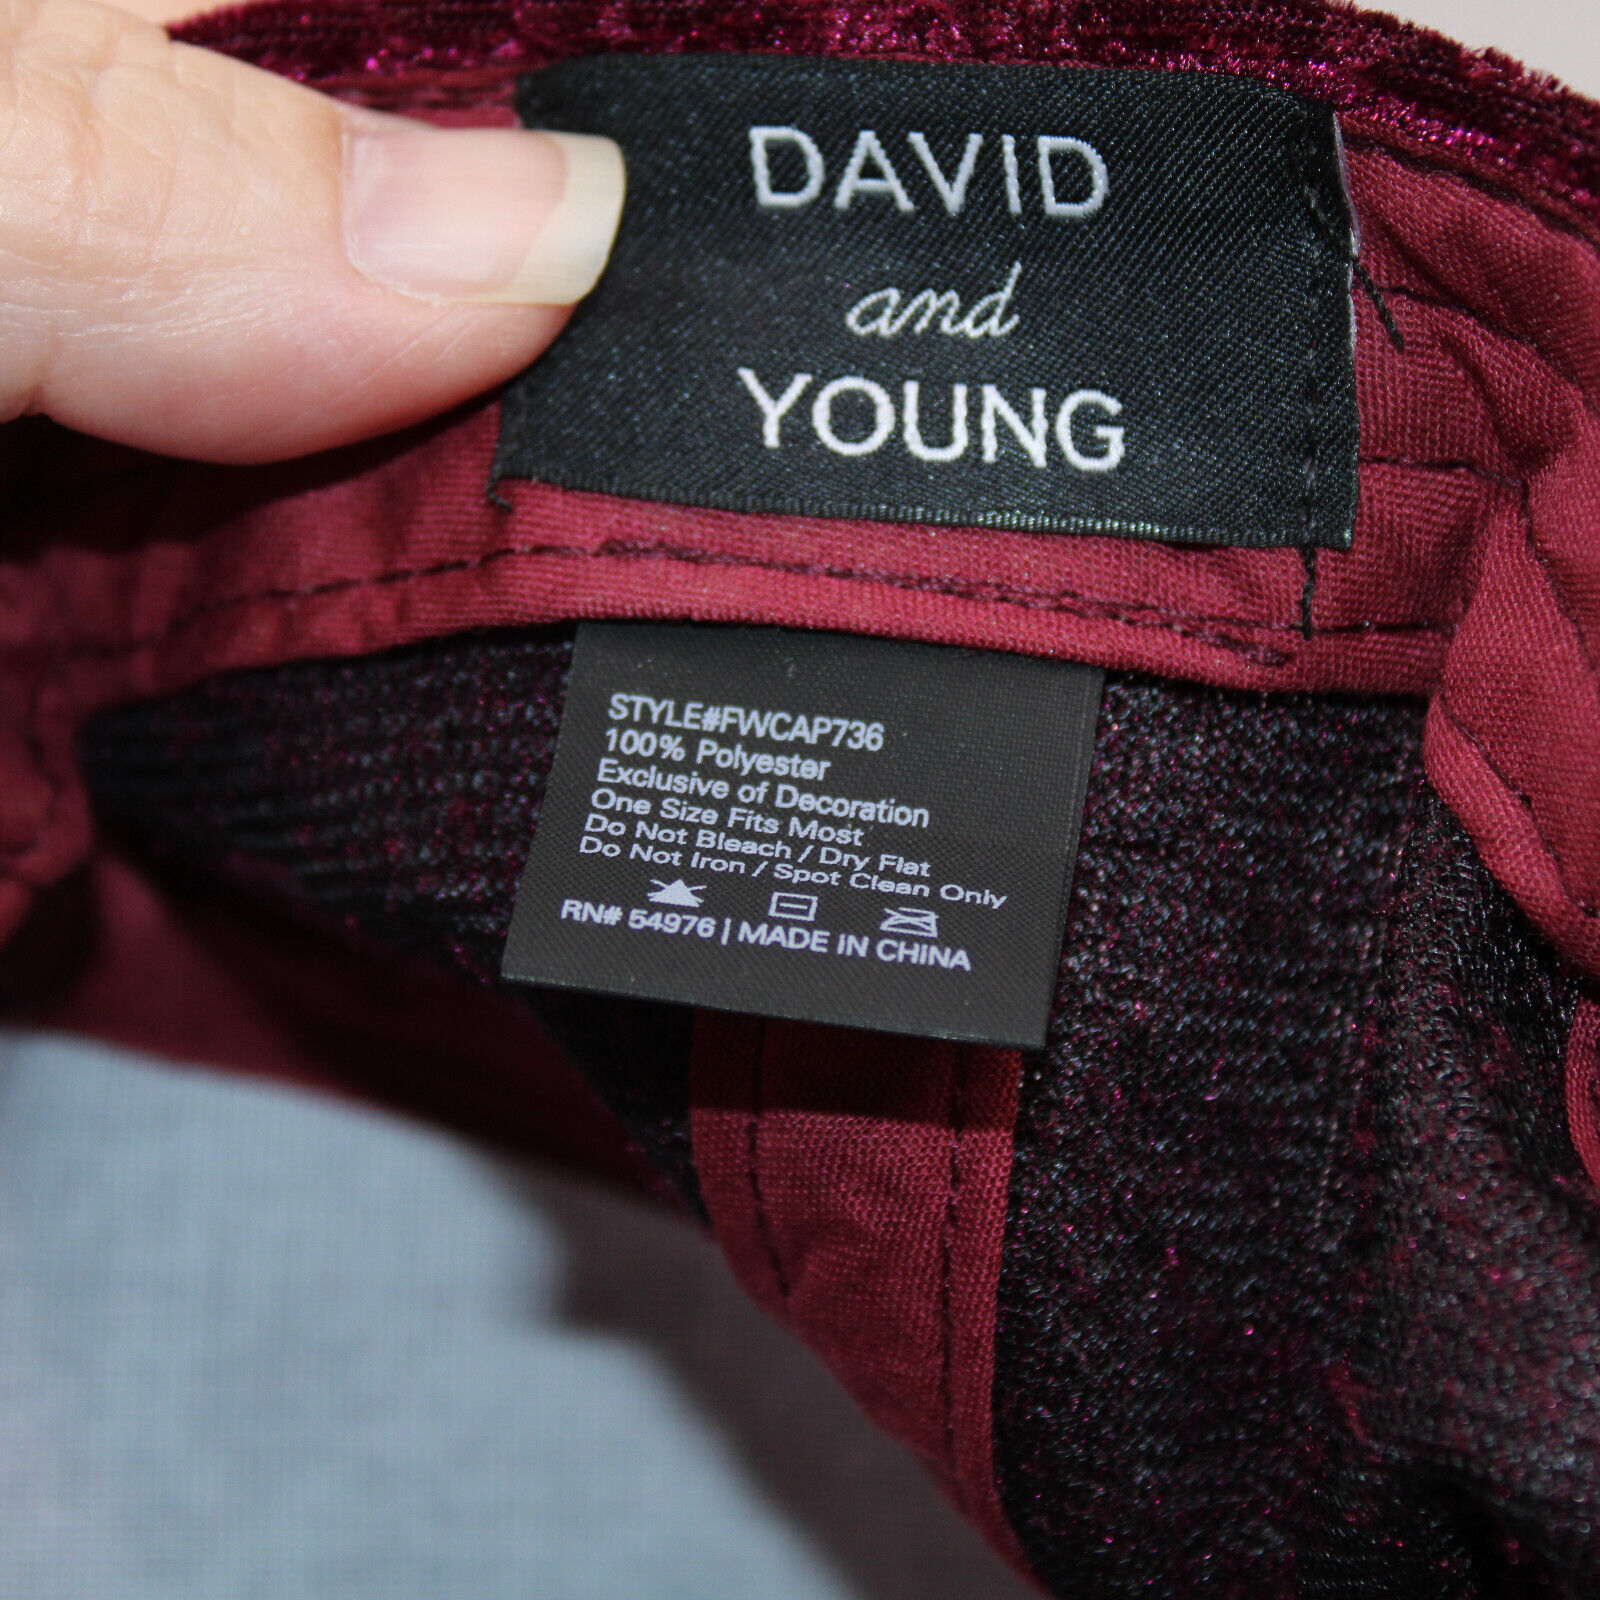 DAVID
and
YOUNG
STYLE#FWCAP736
100% Polyester
Exclusive of Decoration
One Size Fits Most
Do Not Bleach / Dry Flat
Do Not Iron / Spot Clean Only
RN# 54976 | MADE IN CHINA